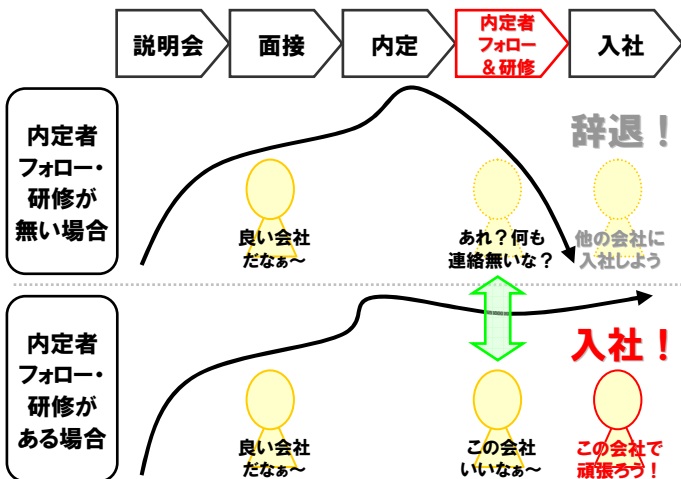 説明会
面接
内定
内定者
フォロー
＆研修
入社
内定者
フォロー・
研修が
無い場合
辞退！
良い会社
だなぁ～
あれ？何も
連絡無いな？
他の会社に
入社しよう
内定者
フォロー・
研修が
ある場合
入社！
良い会社
だなぁ～
この会社
いいなぁ～
この会社で
頑張ろう！